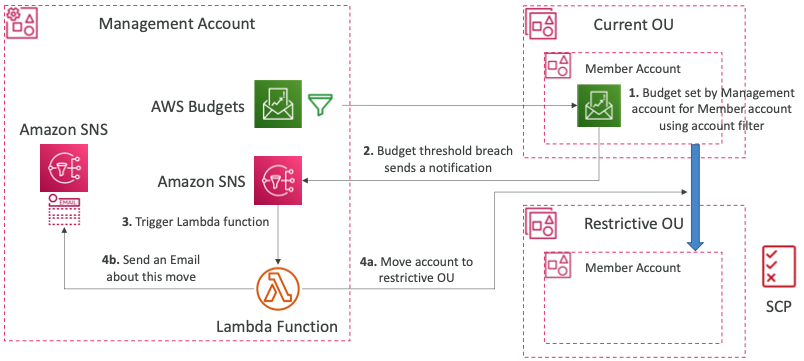 Management Account
Current OU
Member Account
AWS Budgets
1. Budget set by Management
account for Member account
using account filter
Amazon SNS
2. Budget threshold breach
sends a notification
Amazon SNS
EMAIL
3. Trigger Lambda function
Restrictive OU
4b. Send an Email
about this move
4a. Move account to
restrictive OU
Member Account
SCP
Lambda Function